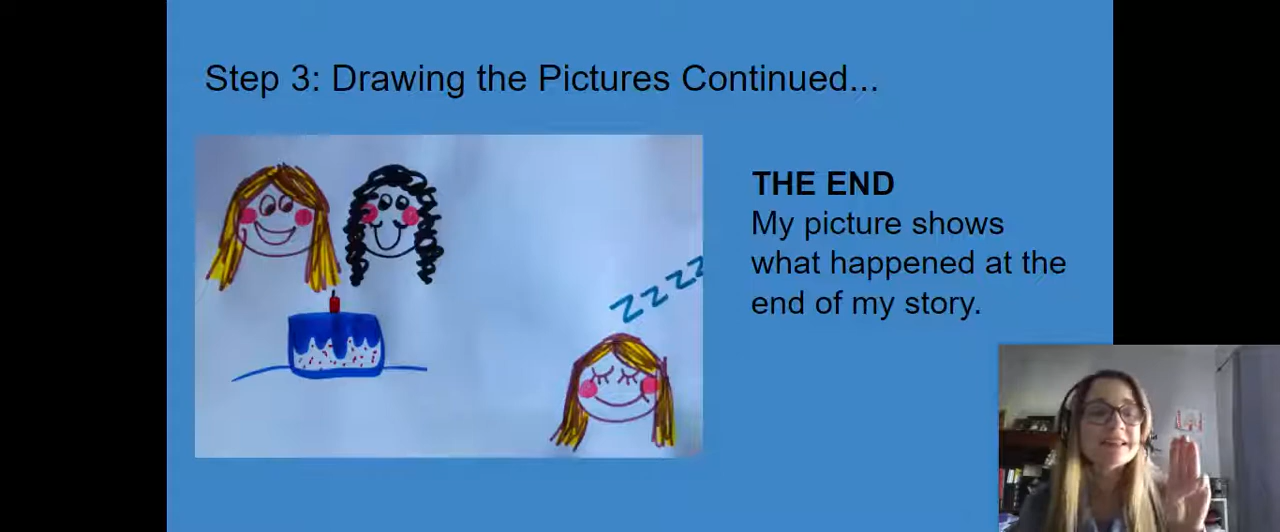 Step 3: Drawing the Pictures Continued...
THE END
My picture shows
what happened at the
end of my story.
zzzz